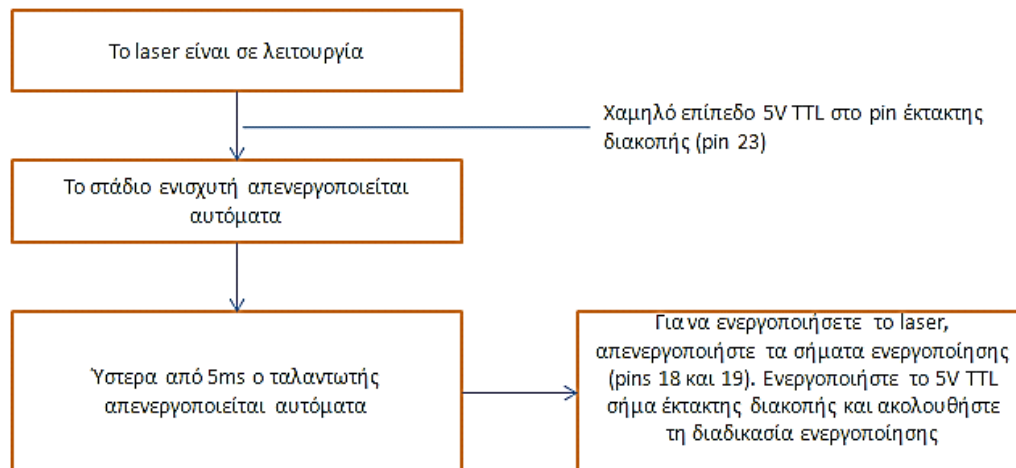 Το laser είναι σε λειτουργία
Χαμηλό επίπεδο 5V TTL στο pin έκτακτης
διακοπής (pin 23)
Το στάδιο ενισχυτή απενεργοποιείται
αυτόματα
Ύστερα από 5ms ο ταλαντωτής
απενεργοποιείται αυτόματα
Για να ενεργοποιήσετε το laser,
απενεργοποιήστε τα σήματα ενεργοποίησης
(pins 18 και 19). Ενεργοποιήστε το 5V TTL
σήμα έκτακτης διακοπής και ακολουθήστε
τη διαδικασία ενεργοποίησης